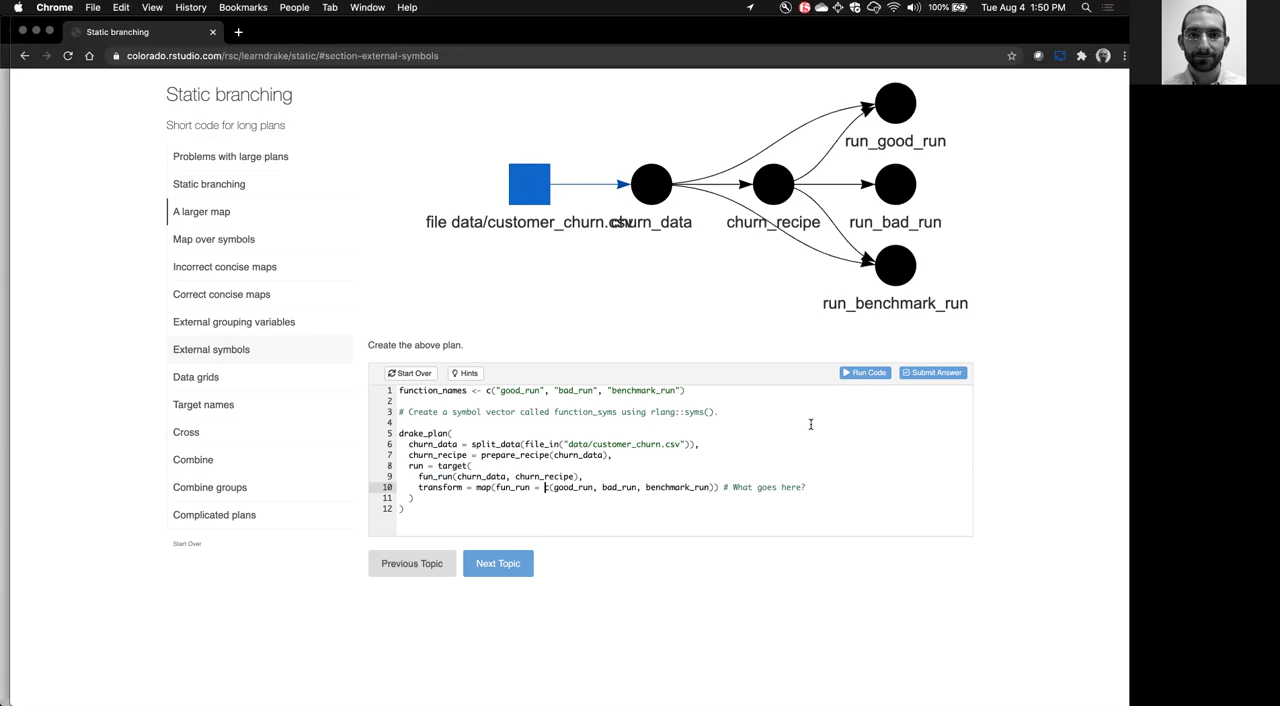 Chrome File Edit View History Bookmarks People Tab Window Help 100% Tue Aug 4 1:50 PM
Static branching
colorado.rstudio.com/rsc/learndrake/static/#section-external-symbols
Static branching
Short code for long plans
Problems with large plans
Static branching
A larger map
Map over symbols
Incorrect concise maps
Correct concise maps
External grouping variables
External symbols
Data grids
Target names
Cross
Combine
Combine groups
Complicated plans
Start Over
run_good_run
file data/customer_churn.csv
churn_data
churn_recipe
run_bad_run
run_benchmark_run
Create the above plan.
Start Over Hints Run Code Submit Answer
1 function_names <- c("good_run", "bad_run", "benchmark_run")
2
3 # Create a symbol vector called function_syms using rlang::syms().
4
5 drake_plan(
6 churn_data = split_data(file_in("data/customer_churn.csv")),
7 churn_recipe = prepare_recipe(churn_data),
8 run = target(
9 fun_run(churn_data, churn_recipe),
10 transform = map(fun_run = c(good_run, bad_run, benchmark_run)) # What goes here?
11 )
12 )
Previous Topic Next Topic